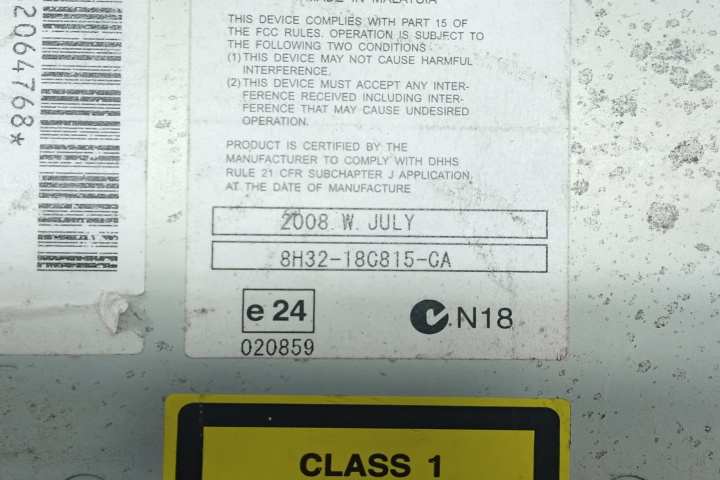 MADE IN MALAYSIA
THIS DEVICE COMPLIES WITH PART 15 OF
THE FCC RULES. OPERATION IS SUBJECT TO
THE FOLLOWING TWO CONDITIONS
(1) THIS DEVICE MAY NOT CAUSE HARMFUL
INTERFERENCE.
(2) THIS DEVICE MUST ACCEPT ANY INTER-
FERENCE RECEIVED INCLUDING INTER-
FERENCE THAT MAY CAUSE UNDESIRED
OPERATION.
PRODUCT IS CERTIFIED BY THE
MANUFACTURER TO COMPLY WITH DHHS
RULE 21 CFR SUBCHAPTER J APPLICATION
AT THE DATE OF MANUFACTURE
2008. W. JULY
8H32-18C815-CA
e 24
020859
N18
CLASS 1
2064768*